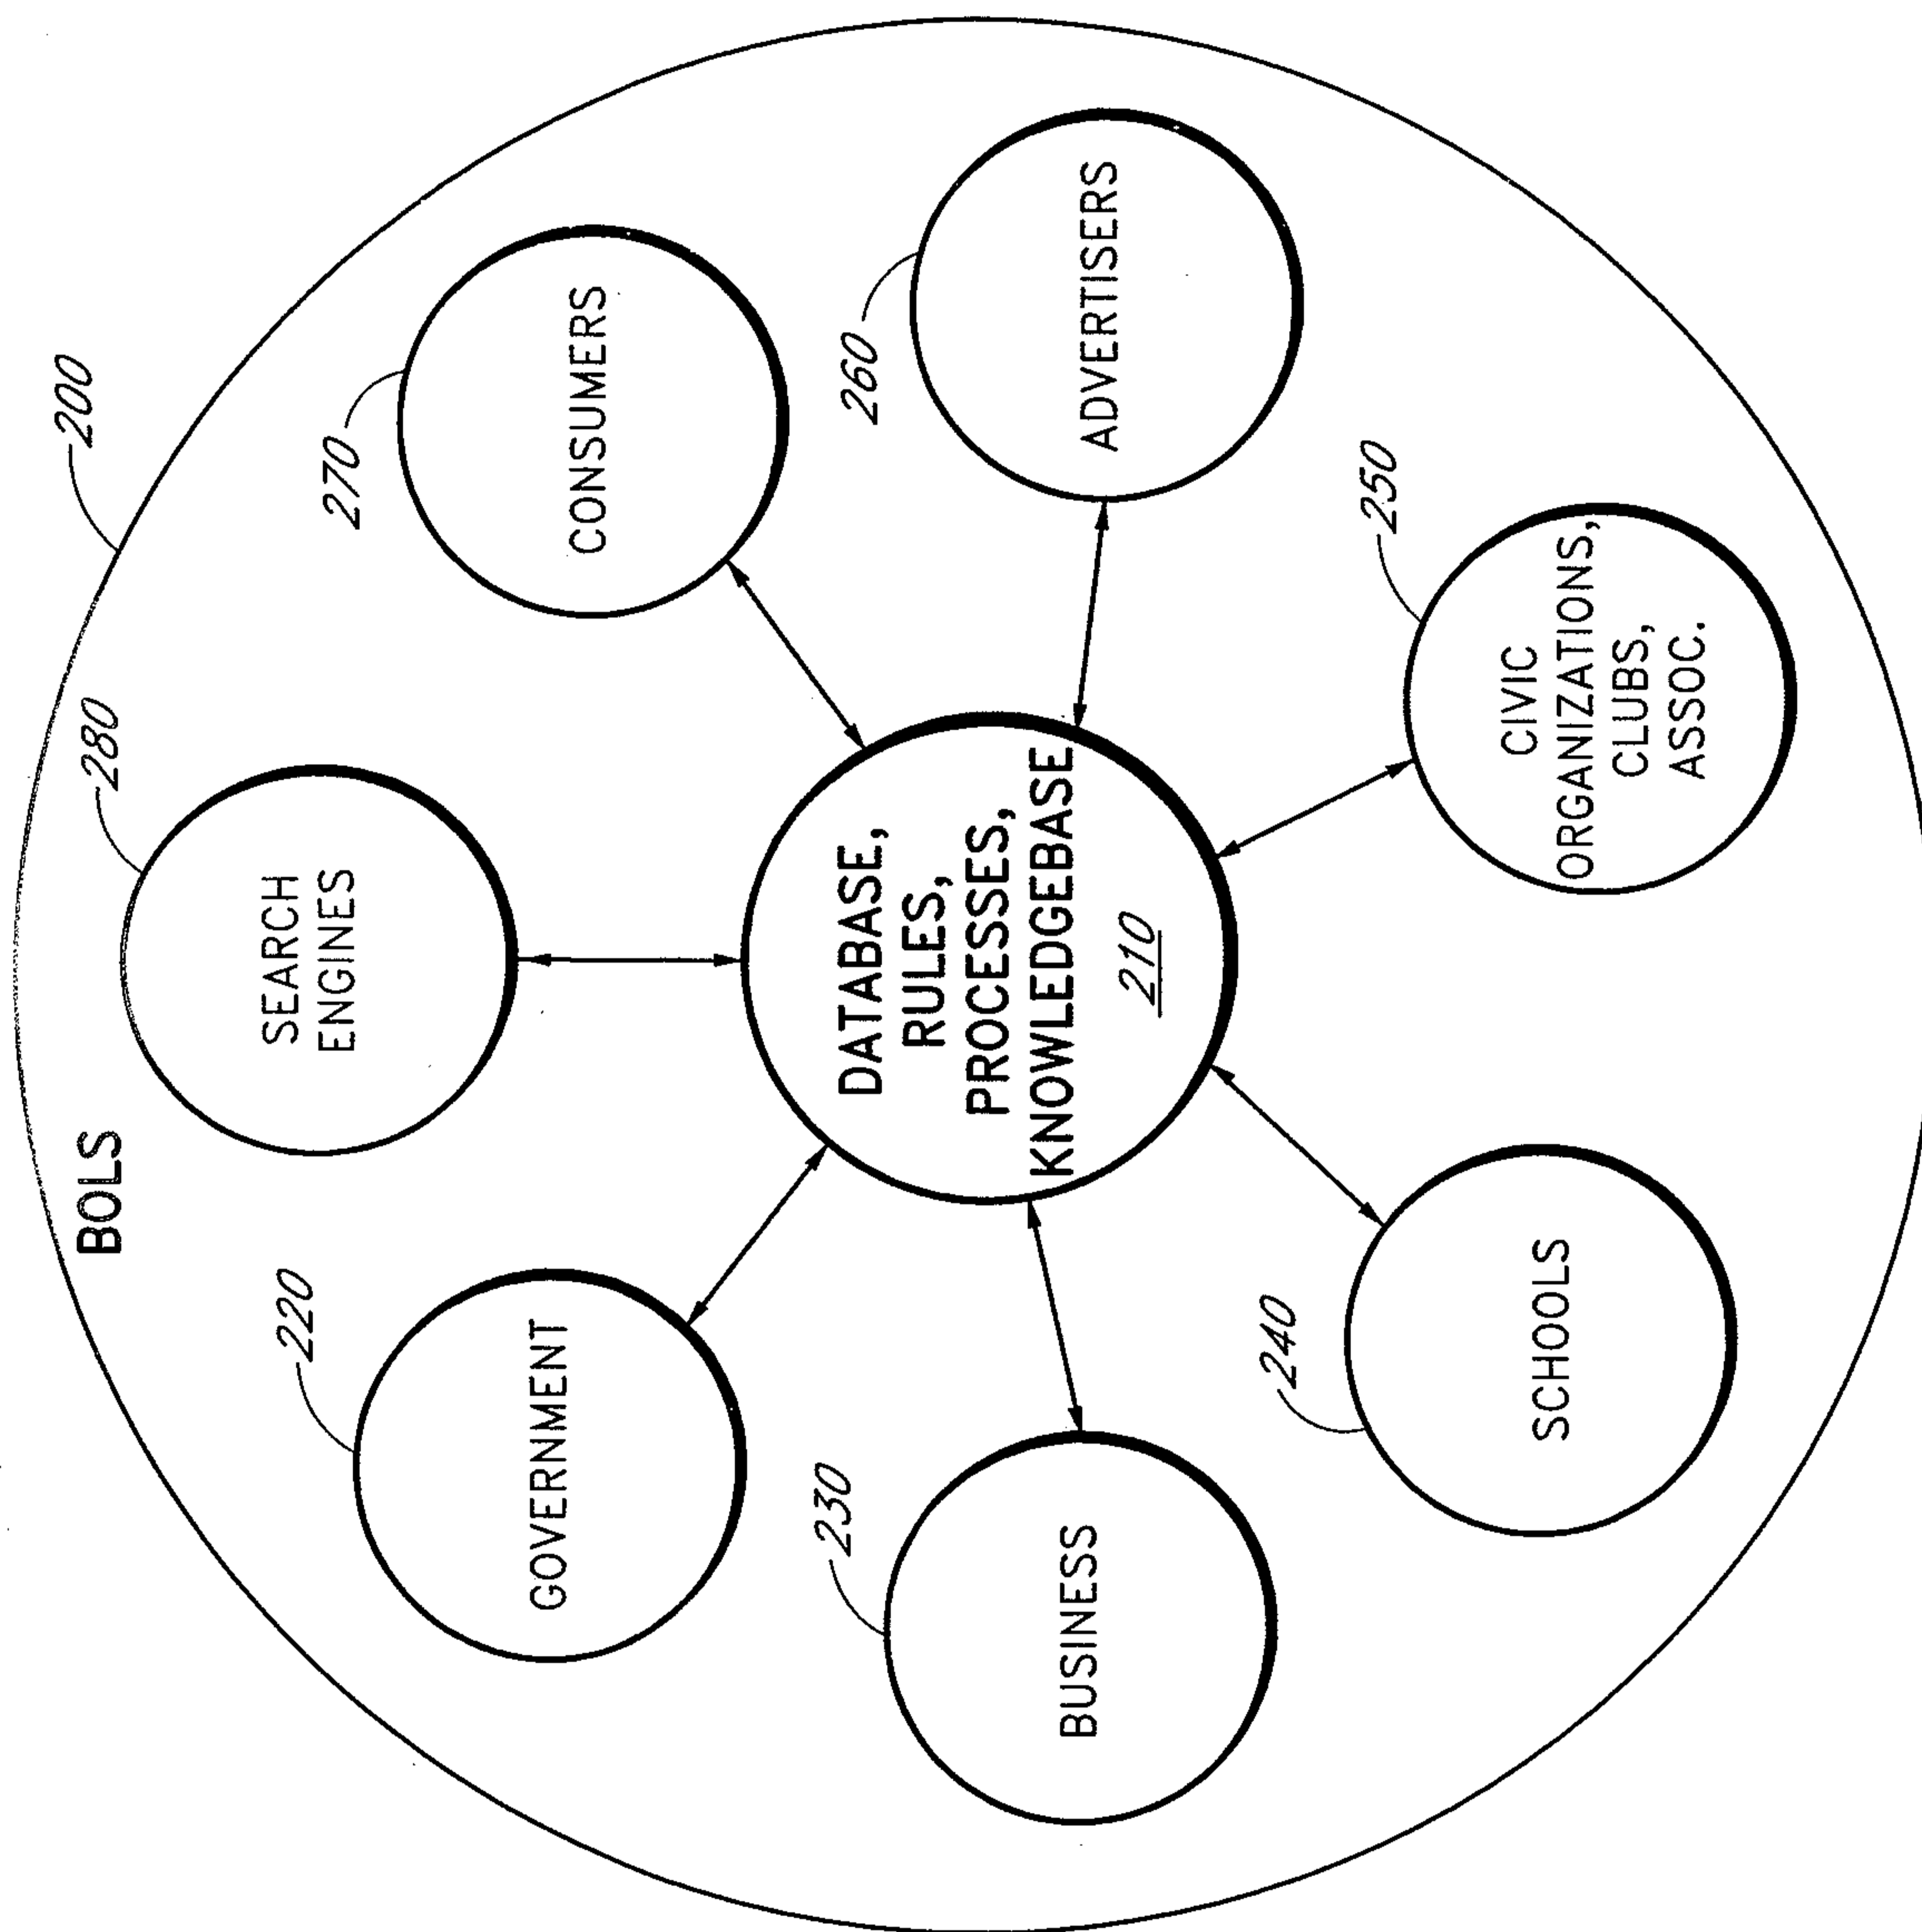 200
BOLS
280
SEARCH
ENGINES
270
CONSUMERS
220
GOVERNMENT
260
ADVERTISERS
230
BUSINESS
DATABASE,
RULES,
PROCESSES,
KNOWLEDGEBASE
210
250
CIVIC
ORGANIZATIONS,
CLUBS,
ASSOC.
240
SCHOOLS